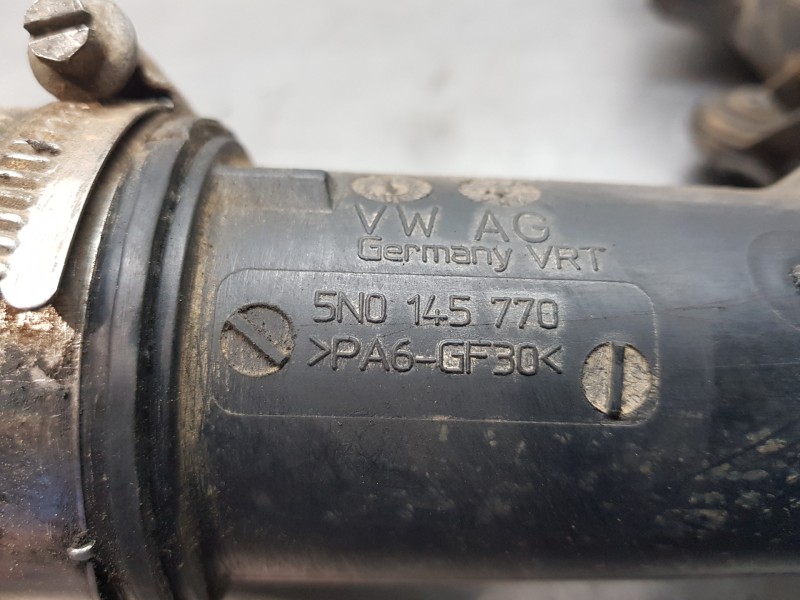 VW AG
Germany VRT
5N0 145 770
>PA6-GF30<